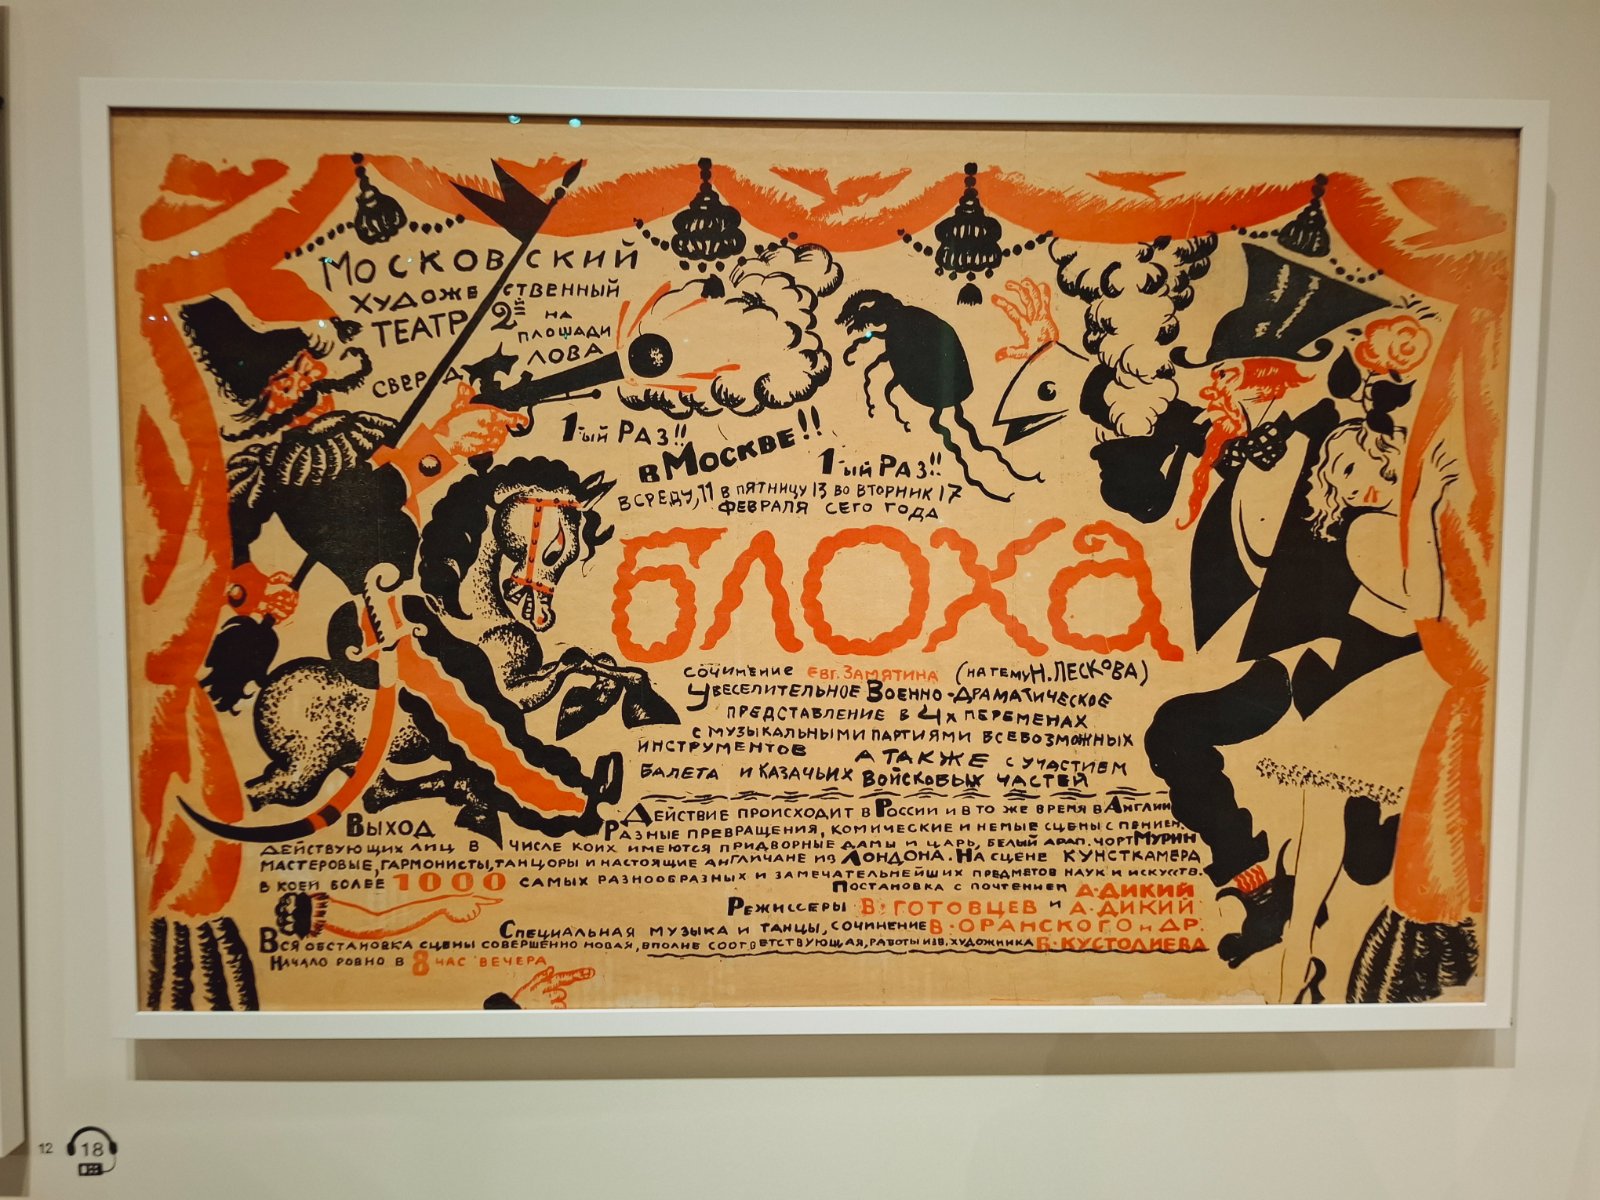 МОСКОВСКИЙ
ХУДОЖЕСТВЕННЫЙ
ТЕАТР 2й НА
ПЛОЩАДИ
СВЕРДЛОВА
1-ый РАЗ!!
В МОСКВЕ!!
1-ый РАЗ!!
В СРЕДУ, 11 В ПЯТНИЦУ 13 ВО ВТОРНИК 17
ФЕВРАЛЯ СЕГО ГОДА
БЛОХА
СОЧИНЕНИЕ ЕВГ. ЗАМЯТИНА (НА ТЕМУ Н. ЛЕСКОВА)
УВЕСЕЛИТЕЛЬНОЕ ВОЕННО-ДРАМАТИЧЕСКОЕ
ПРЕДСТАВЛЕНИЕ В 4Х ПЕРЕМЕНАХ
С МУЗЫКАЛЬНЫМИ ПАРТИЯМИ ВСЕВОЗМОЖНЫХ
ИНСТРУМЕНТОВ А ТАКЖЕ С УЧАСТИЕМ
БАЛЕТА И КАЗАЧЬИХ ВОЙСКОВЫХ ЧАСТЕЙ
ДЕЙСТВИЕ ПРОИСХОДИТ В РОССИИ И В ТО ЖЕ ВРЕМЯ В АНГЛИИ
РАЗНЫЕ ПРЕВРАЩЕНИЯ, КОМИЧЕСКИЕ И НЕМЫЕ СЦЕНЫ С ПЕНИЕМ.
ВЫХОД
ДЕЙСТВУЮЩИХ ЛИЦ В ЧИСЛЕ КОИХ ИМЕЮТСЯ ПРИДВОРНЫЕ ДАМЫ И ЦАРЬ, БЕЛЫЙ АРАП. ЧОРТ МУРИН
МАСТЕРОВЫЕ, ГАРМОНИСТЫ, ТАНЦОРЫ И НАСТОЯЩИЕ АНГЛИЧАНЕ ИЗ ЛОНДОНА. НА СЦЕНЕ КУНСТКАМЕРА
В КОЕЙ БОЛЕЕ 1000 САМЫХ РАЗНООБРАЗНЫХ И ЗАМЕЧАТЕЛЬНЕЙШИХ ПРЕДМЕТОВ НАУК И ИСКУССТВ.
ПОСТАНОВКА С ПОЧТЕНИЕМ А. ДИКИЙ
РЕЖИССЕРЫ В. ГОТОВЦЕВ И А. ДИКИЙ
СПЕЦИАЛЬНАЯ МУЗЫКА И ТАНЦЫ, СОЧИНЕНИЕ В. ОРАНСКОГО И ДР.
ВСЯ ОБСТАНОВКА СЦЕНЫ СОВЕРШЕННО НОВАЯ, ВПОЛНЕ СООТВЕТСТВУЮЩАЯ, РАБОТЫ ИЗВ. ХУДОЖНИКА Б. КУСТОДИЕВА
НАЧАЛО РОВНО В 8 ЧАС ВЕЧЕРА
12 18